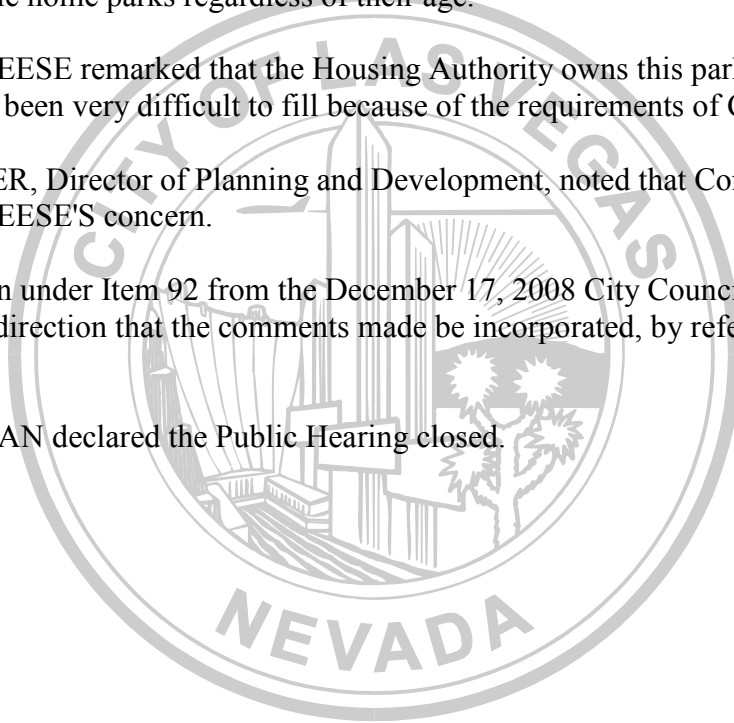 home parks regardless of their age.
EESE remarked that the Housing Authority owns this par
been very difficult to fill because of the requirements of
ER, Director of Planning and Development, noted that Co
EESE'S concern.
n under Item 92 from the December 17, 2008 City Counc
direction that the comments made be incorporated, by refe
AN declared the Public Hearing closed.
CITY OF LAS VEGAS
NEVADA